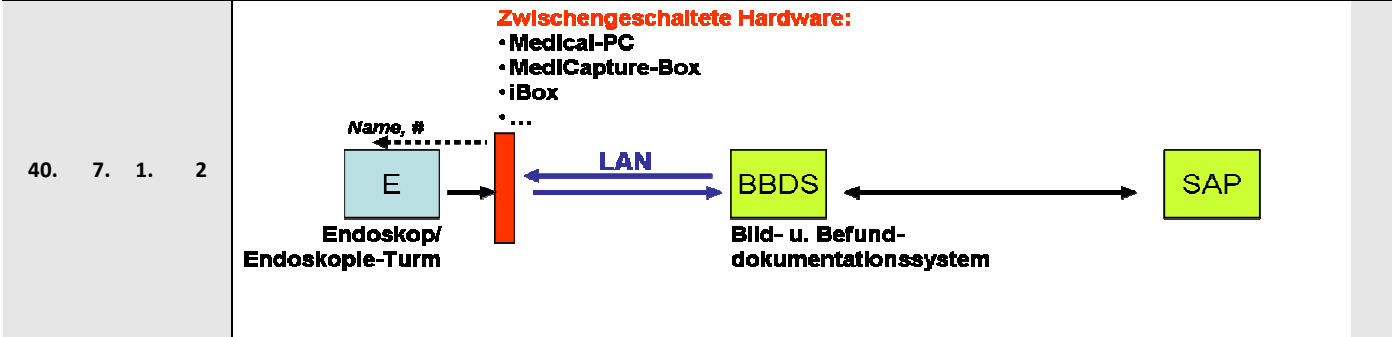 Zwischengeschaltete Hardware:
•Medical-PC
•MediCapture-Box
•iBox
•...
Name, #
40. 7. 1. 2
LAN
E
BBDS
SAP
Endoskop/
Endoskopie-Turm
Bild- u. Befund-
dokumentationssystem